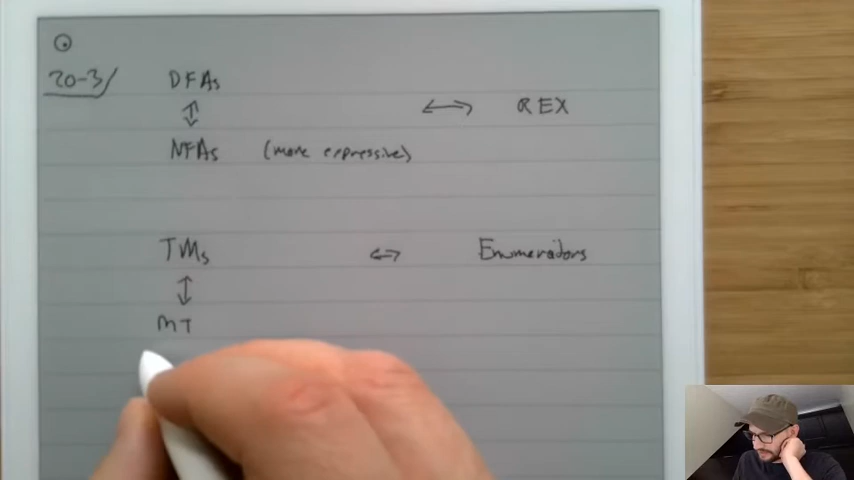 20-3/ DFAs
↔ REX
NFAs (more expressive)
TMs ↔ Enumerators
MT